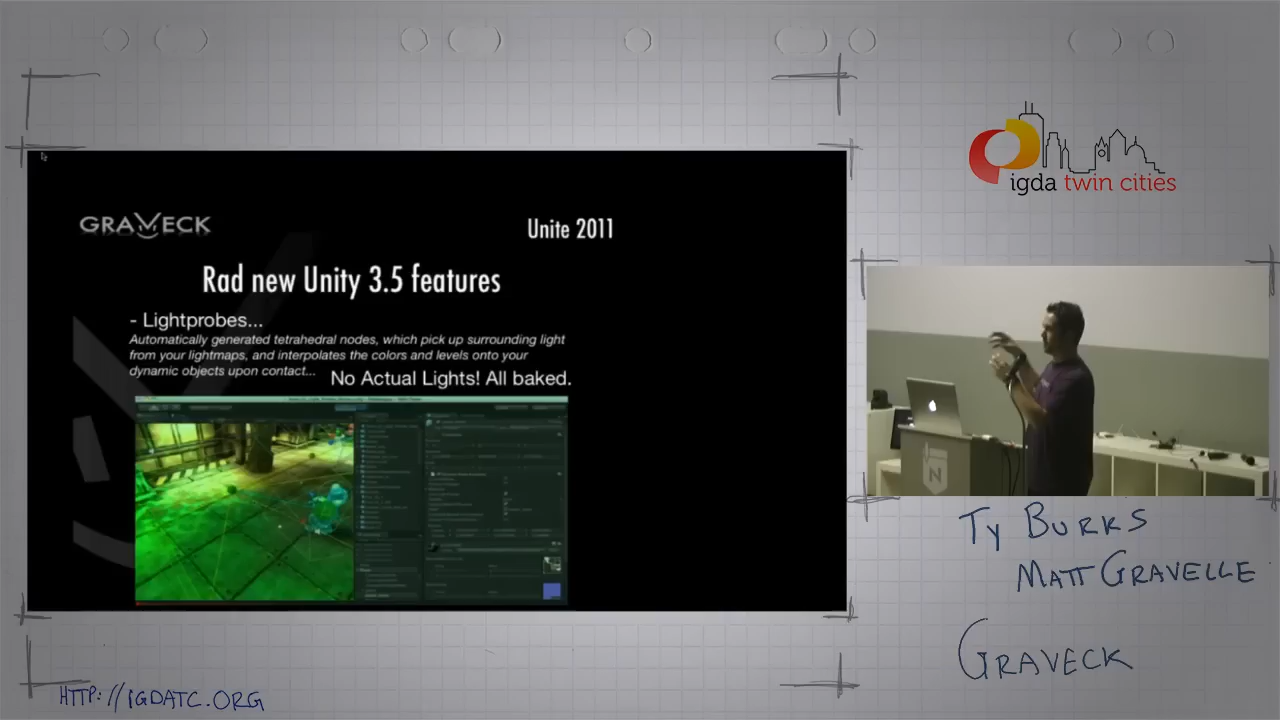 GRAVECK
Unite 2011
Rad new Unity 3.5 features
- Lightprobes...
Automatically generated tetrahedral nodes, which pick up surrounding light
from your lightmaps, and interpolates the colors and levels onto your
dynamic objects upon contact...
No Actual Lights! All baked.
igda twin cities
N
Ty Burks
Matt Gravelle
Graveck
HTTP://IGDATC.ORG